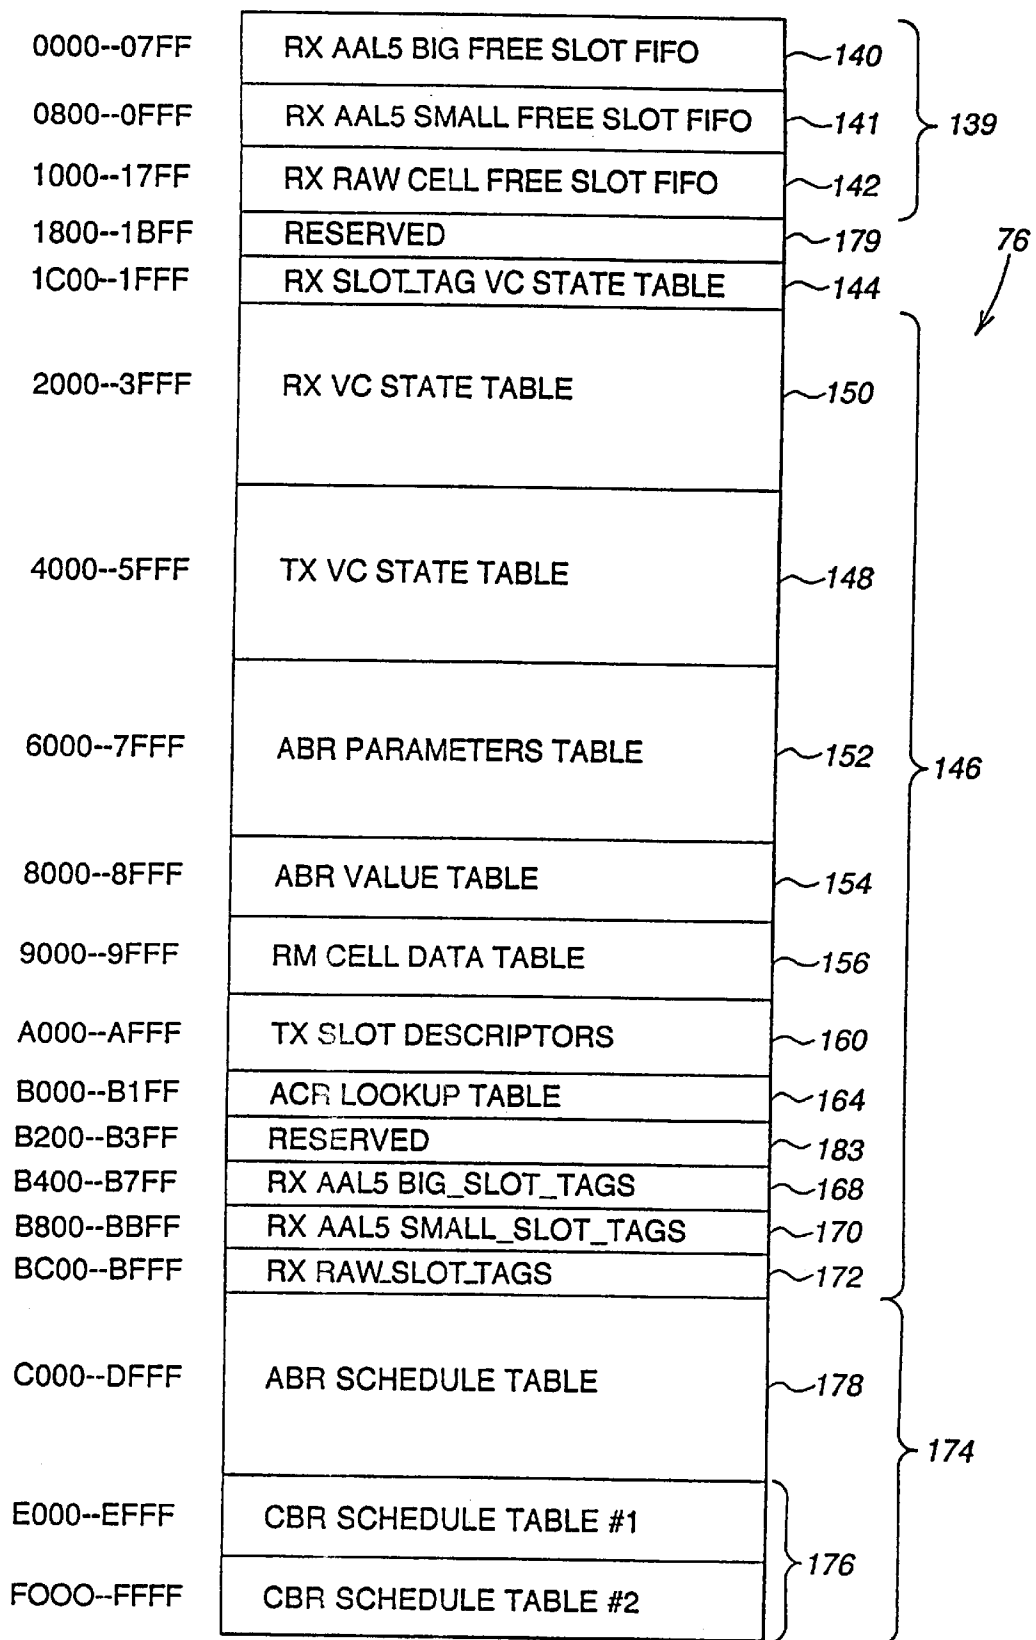 0000--07FF RX AAL5 BIG FREE SLOT FIFO 140
0800--0FFF RX AAL5 SMALL FREE SLOT FIFO 141 139
1000--17FF RX RAW CELL FREE SLOT FIFO 142
1800--1BFF RESERVED 179 76
1C00--1FFF RX SLOT_TAG VC STATE TABLE 144
2000--3FFF RX VC STATE TABLE 150
4000--5FFF TX VC STATE TABLE 148
6000--7FFF ABR PARAMETERS TABLE 152 146
8000--8FFF ABR VALUE TABLE 154
9000--9FFF RM CELL DATA TABLE 156
A000--AFFF TX SLOT DESCRIPTORS 160
B000--B1FF ACR LOOKUP TABLE 164
B200--B3FF RESERVED 183
B400--B7FF RX AAL5 BIG_SLOT_TAGS 168
B800--BBFF RX AAL5 SMALL_SLOT_TAGS 170
BC00--BFFF RX RAW_SLOT_TAGS 172
C000--DFFF ABR SCHEDULE TABLE 178
174
E000--EFFF CBR SCHEDULE TABLE #1
176
FOOO--FFFF CBR SCHEDULE TABLE #2